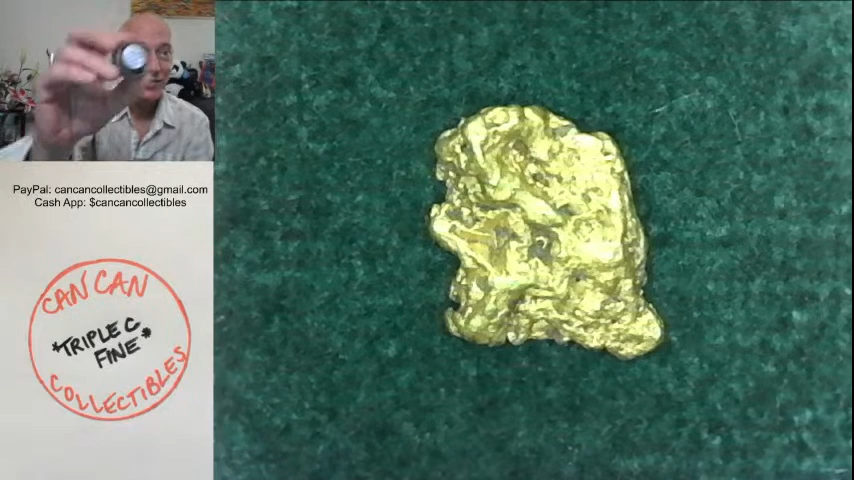 PayPal: cancancollectibles@gmail.com
Cash App: $cancancollectibles
CAN CAN
*TRIPLE C*
FINE
COLLECTIBLES